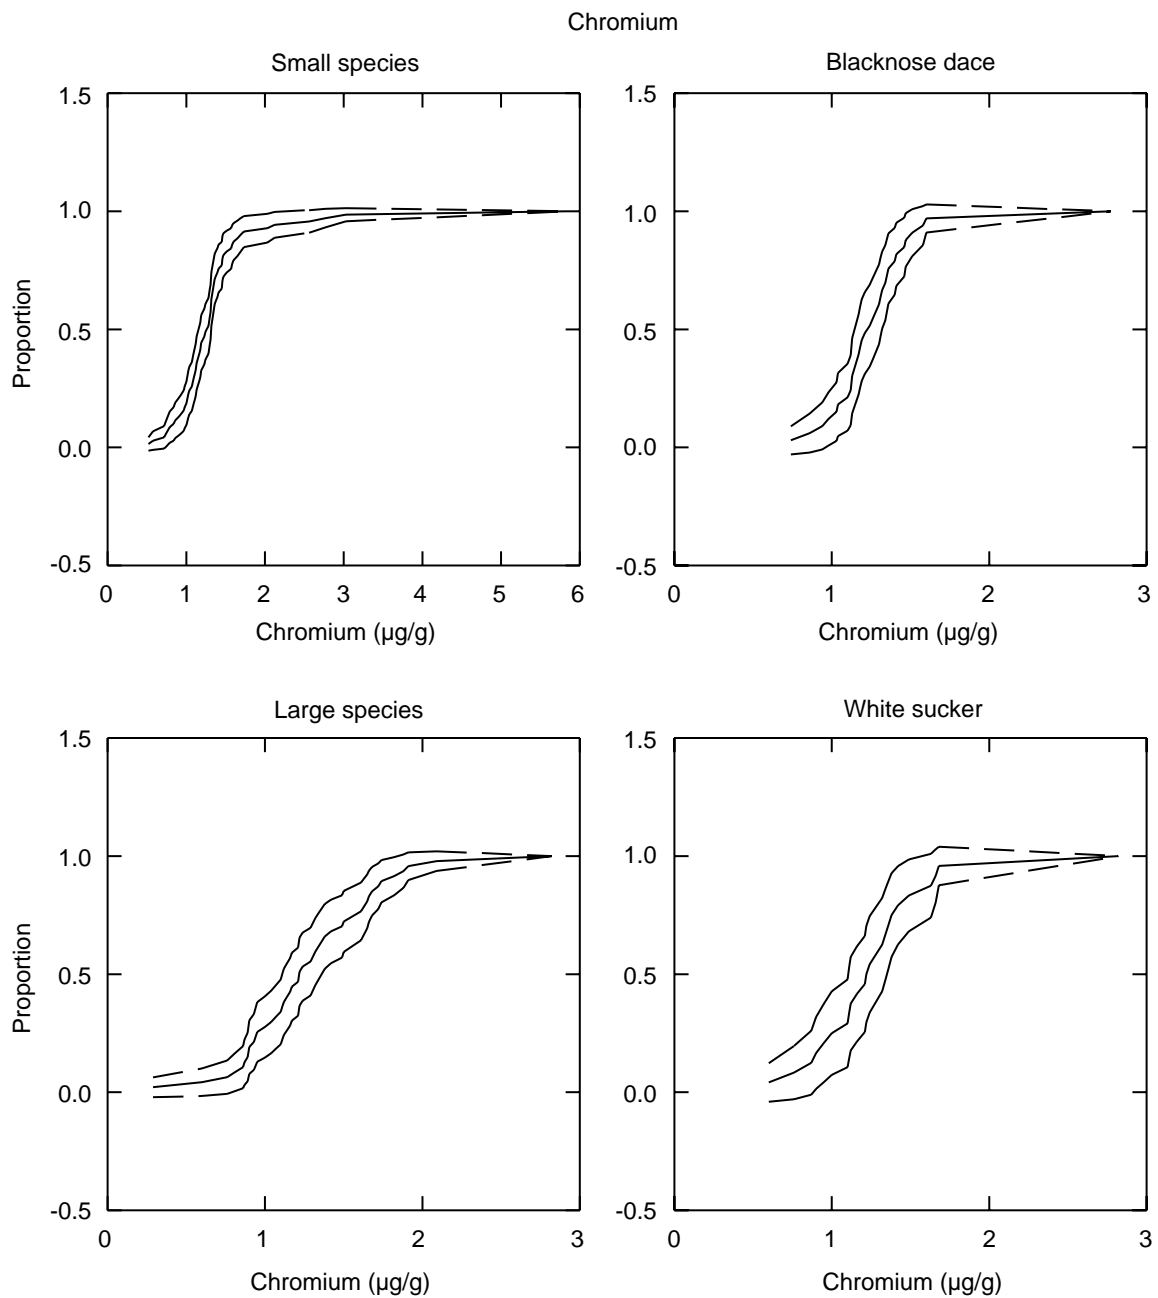 Chromium
Small species
1.5
1.0
0.5
0.0
-0.5
Proportion
0 1 2 3 4 5 6
Chromium (µg/g)
Blacknose dace
1.5
1.0
0.5
0.0
-0.5
0 1 2 3
Chromium (µg/g)
Large species
1.5
1.0
0.5
0.0
-0.5
Proportion
0 1 2 3
Chromium (µg/g)
White sucker
1.5
1.0
0.5
0.0
-0.5
0 1 2 3
Chromium (µg/g)